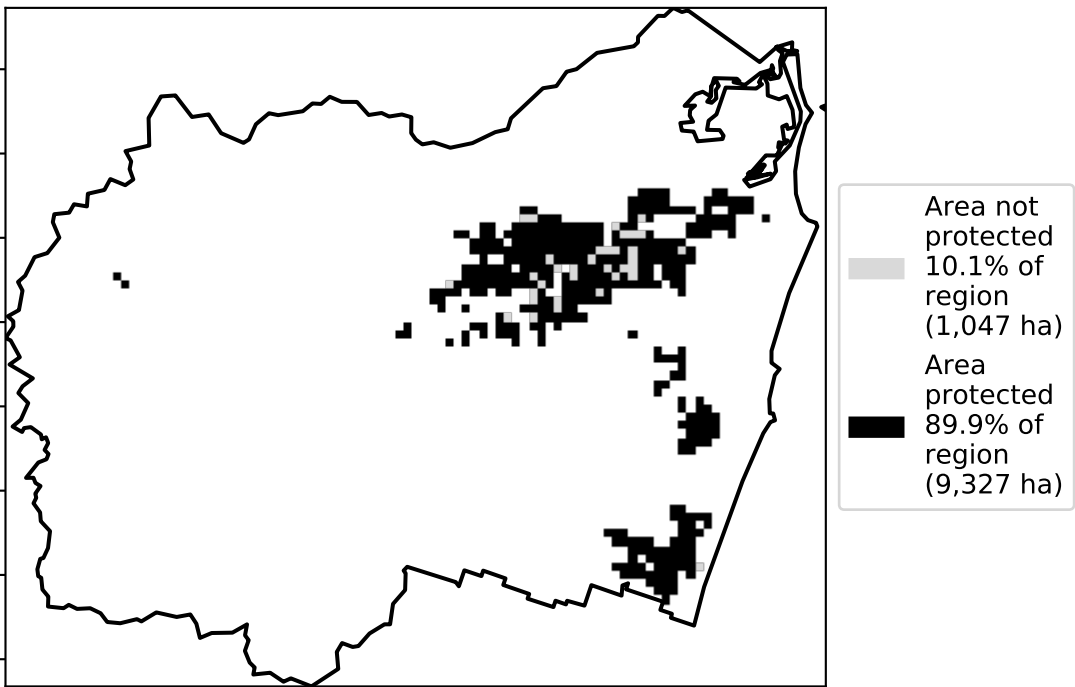 Area not
protected
10.1% of
region
(1,047 ha)
Area
protected
89.9% of
region
(9,327 ha)